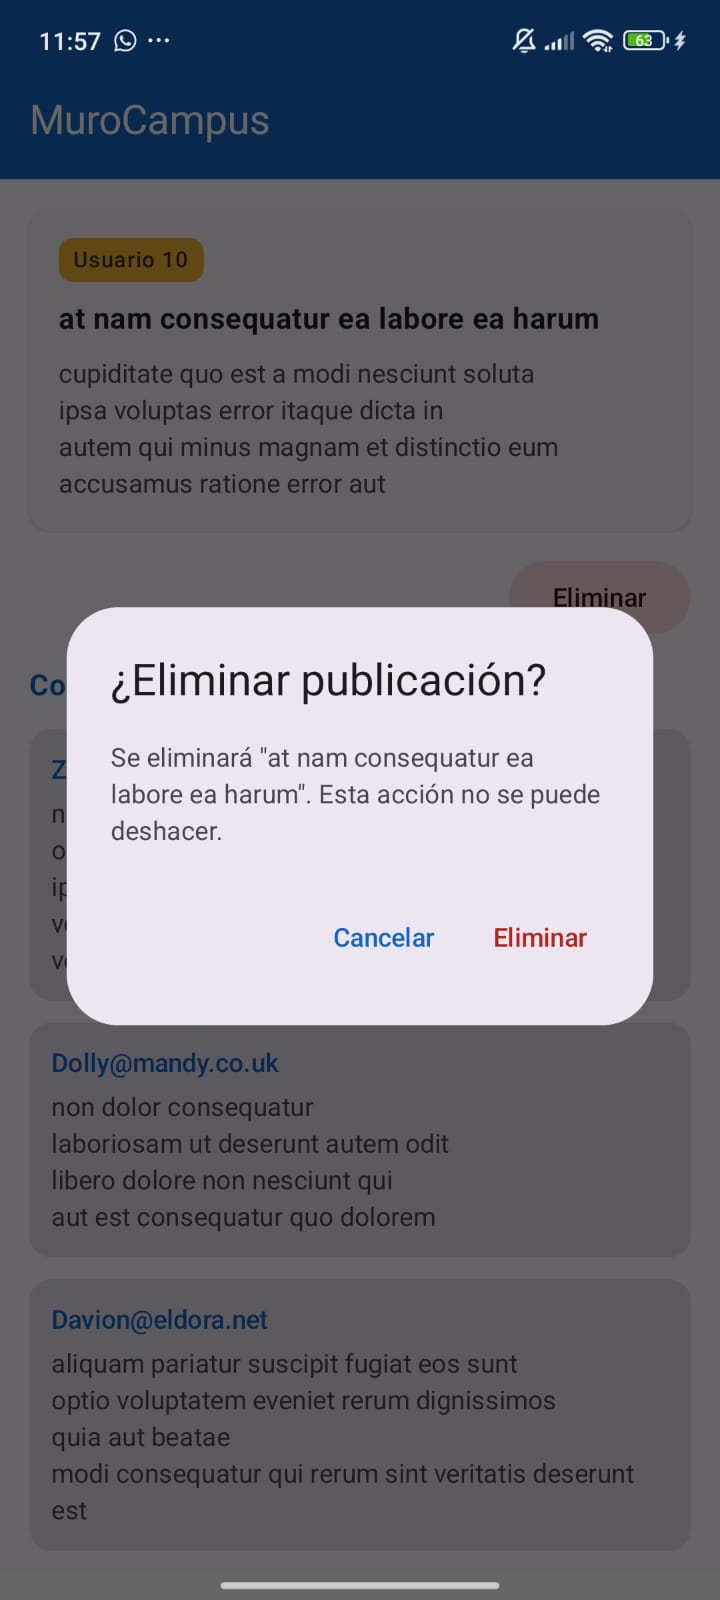 11:57
63
MuroCampus
Usuario 10
at nam consequatur ea labore ea harum
cupiditate quo est a modi nesciunt soluta
ipsa voluptas error itaque dicta in
autem qui minus magnam et distinctio eum
accusamus ratione error aut
Eliminar
¿Eliminar publicación?
Se eliminará "at nam consequatur ea
labore ea harum". Esta acción no se puede
deshacer.
Cancelar Eliminar
Dolly@mandy.co.uk
non dolor consequatur
laboriosam ut deserunt autem odit
libero dolore non nesciunt qui
aut est consequatur quo dolorem
Davion@eldora.net
aliquam pariatur suscipit fugiat eos sunt
optio voluptatem eveniet rerum dignissimos
quia aut beatae
modi consequatur qui rerum sint veritatis deserunt
est